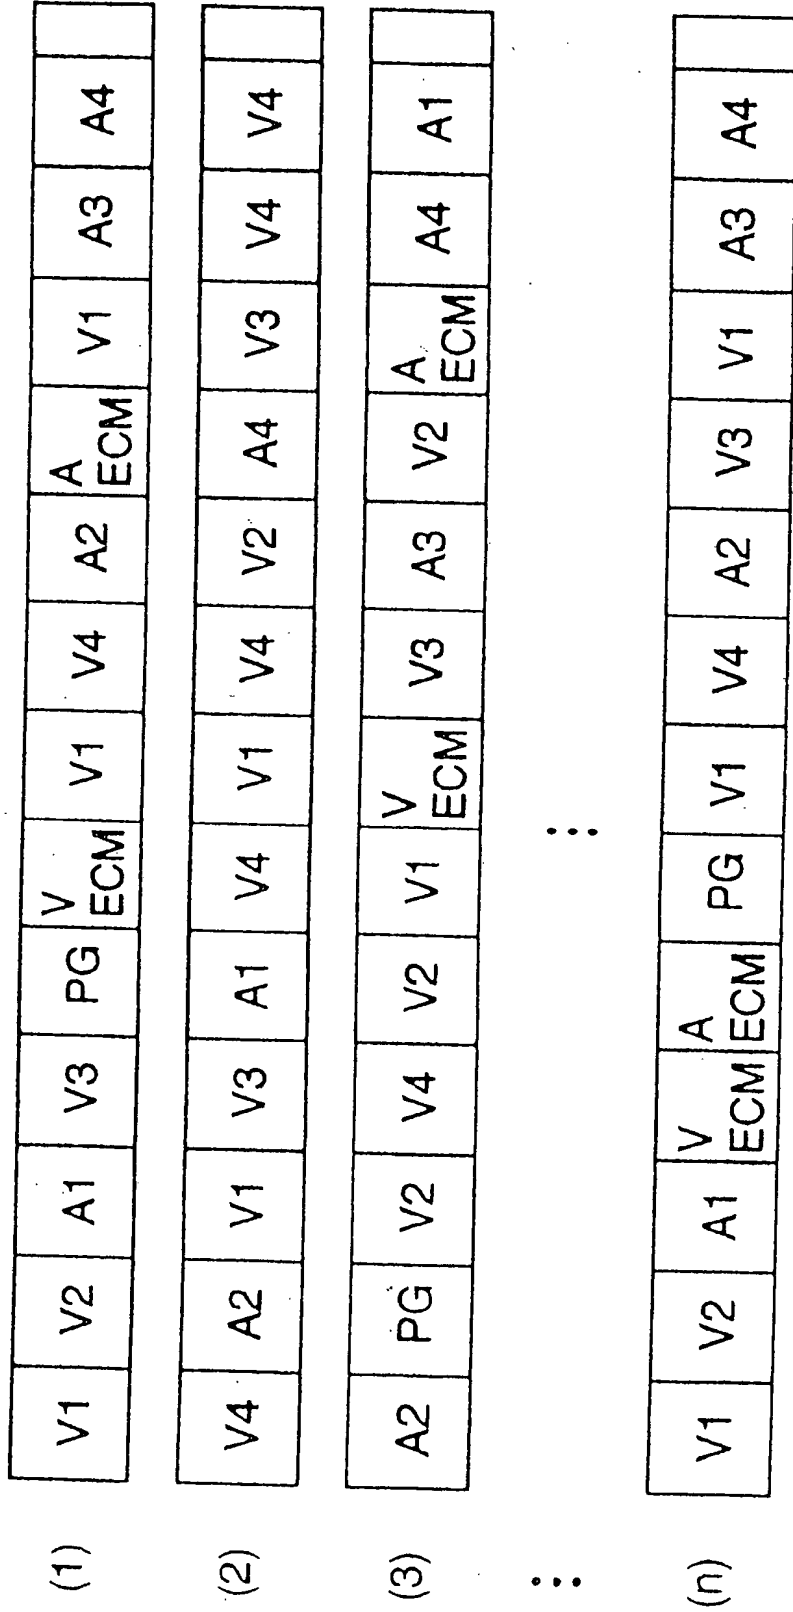 (1) V1 V2 A1 V3 PG V ECM V1 V4 A2 A ECM V1 A3 A4
(2) V4 A2 V1 V3 A1 V4 V1 V4 V2 A4 V3 V4 V4
(3) A2 PG V2 V4 V2 V1 V ECM V3 A3 V2 A ECM A4 A1
(n) V1 V2 A1 V ECM A ECM PG V1 V4 A2 V3 V1 A3 A4